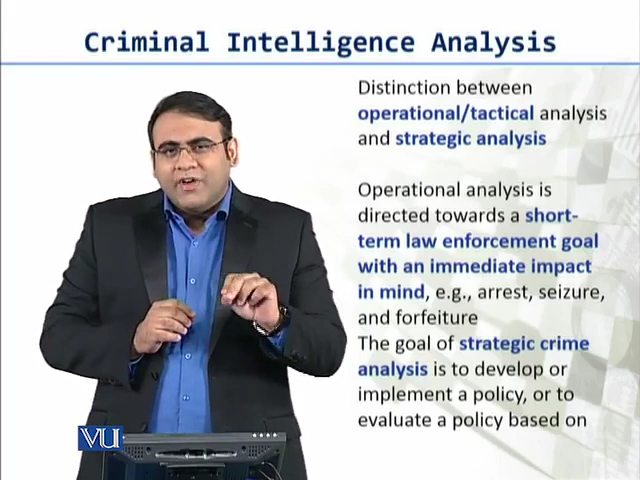 Criminal Intelligence Analysis
Distinction between
operational/tactical analysis
and strategic analysis
Operational analysis is
directed towards a short-
term law enforcement goal
with an immediate impact
in mind, e.g., arrest, seizure,
and forfeiture
The goal of strategic crime
analysis is to develop or
implement a policy, or to
evaluate a policy based on
VU